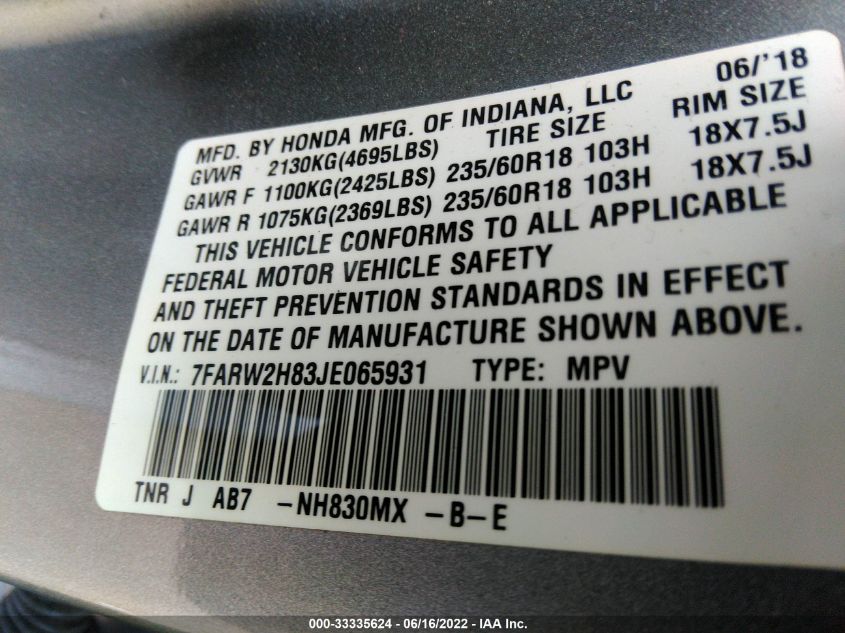 06/'18
MFD. BY HONDA MFG. OF INDIANA, LLC
GVWR 2130KG(4695LBS) TIRE SIZE RIM SIZE
GAWR F 1100KG(2425LBS) 235/60R18 103H 18X7.5J
GAWR R 1075KG(2369LBS) 235/60R18 103H 18X7.5J
THIS VEHICLE CONFORMS TO ALL APPLICABLE
FEDERAL MOTOR VEHICLE SAFETY
AND THEFT PREVENTION STANDARDS IN EFFECT
ON THE DATE OF MANUFACTURE SHOWN ABOVE.
V.I.N.: 7FARW2H83JE065931 TYPE: MPV
TNR J AB7 -NH830MX -B-E
000-33335624 - 06/16/2022 - IAA Inc.